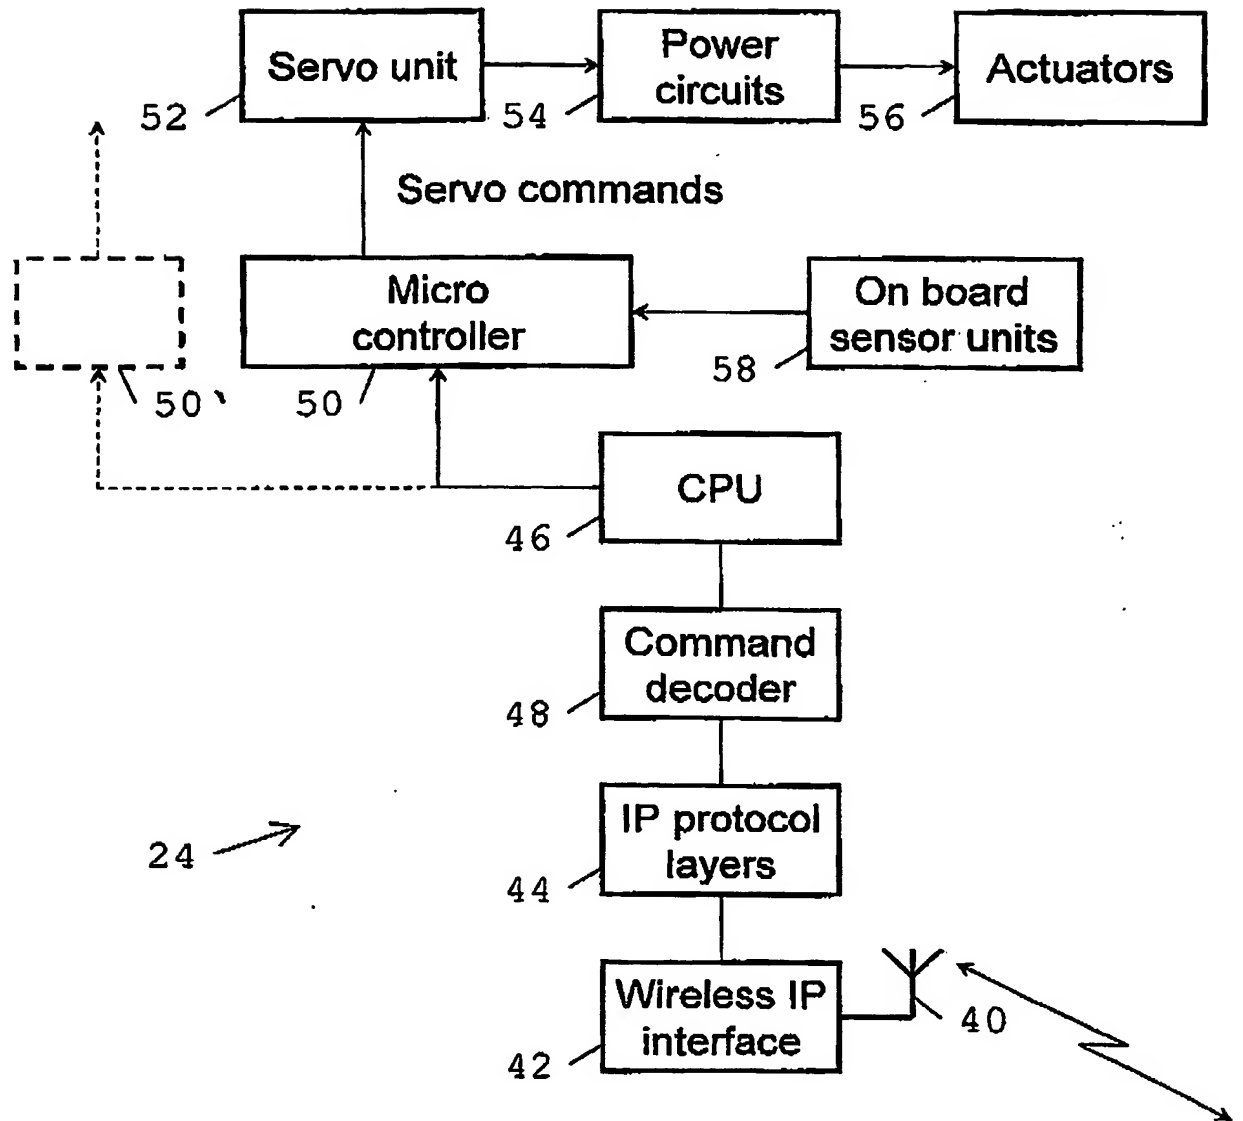 Servo unit
Power
circuits
Actuators
52
54
56
Servo commands
Micro
controller
On board
sensor units
58
50`
50
CPU
46
Command
decoder
48
IP protocol
layers
24
44
Wireless IP
interface
40
42